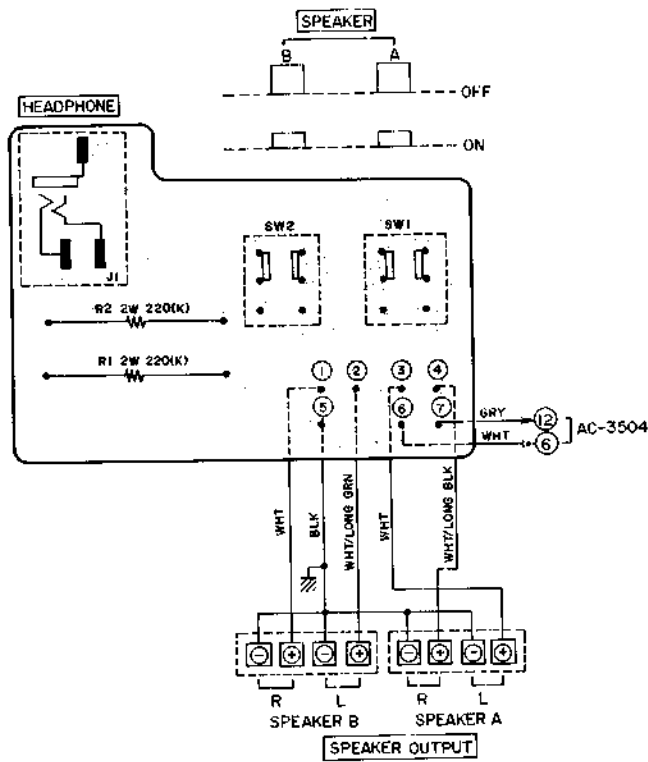 SPEAKER
B A
OFF
HEADPHONE
ON
SW2 SW1
J1
R2 2W 220(K)
R1 2W 220(K)
1 2 3 4
5 6 7
GRY 12
WHT 6
AC-3504
WHT
BLK
WHT/LONG GRN
WHT
WHT/LONG BLK
- + - + - + - +
R L R L
SPEAKER B SPEAKER A
SPEAKER OUTPUT